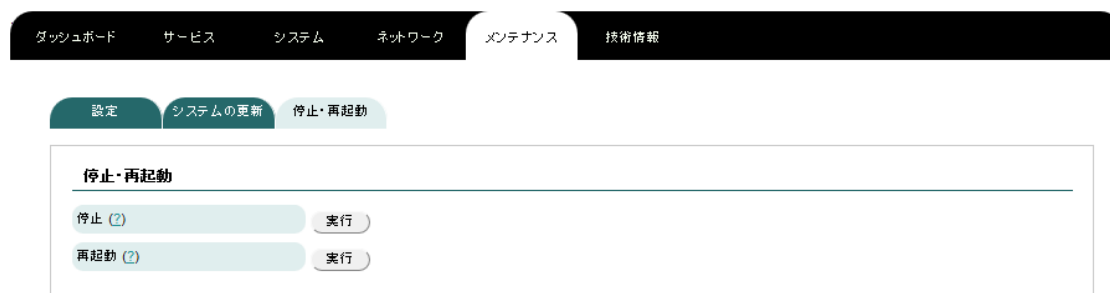 ダッシュボード サービス システム ネットワーク メンテナンス 技術情報
設定 システムの更新 停止・再起動
停止・再起動
停止 (?) 実行
再起動 (?) 実行